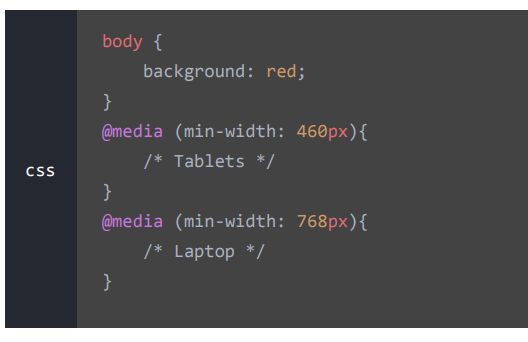 body {
    background: red;
}
@media (min-width: 460px){
    /* Tablets */
}
css
@media (min-width: 768px){
    /* Laptop */
}